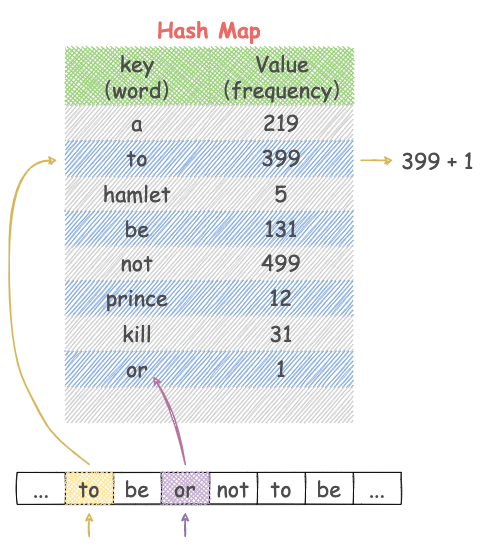 Hash Map
key Value
(word) (frequency)
a 219
to 399 399 + 1
hamlet 5
be 131
not 499
prince 12
kill 31
or 1
... to be or not to be ...